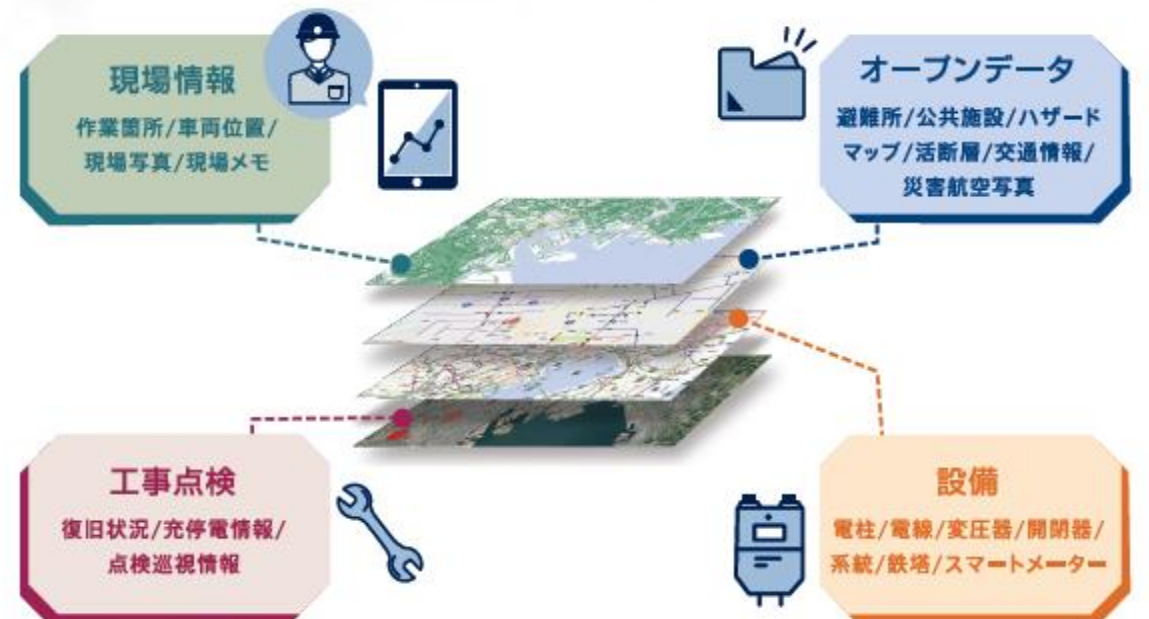 現場情報
作業箇所/車両位置/
現場写真/現場メモ
オープンデータ
避難所/公共施設/ハザード
マップ/活断層/交通情報/
災害航空写真
工事点検
復旧状況/充停電情報/
点検巡視情報
設備
電柱/電線/変圧器/開閉器/
系統/鉄塔/スマートメーター